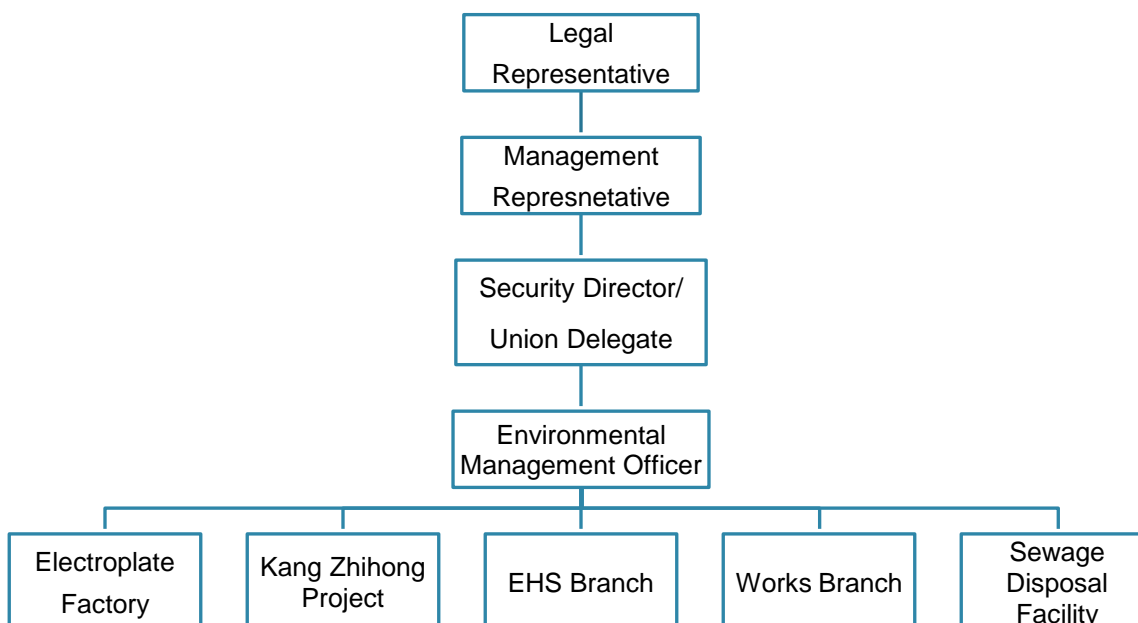 Legal
Representative
Management
Represnetative
Security Director/
Union Delegate
Environmental
Management Officer
Electroplate
Factory
Kang Zhihong
Project
EHS Branch
Works Branch
Sewage
Disposal
Facility